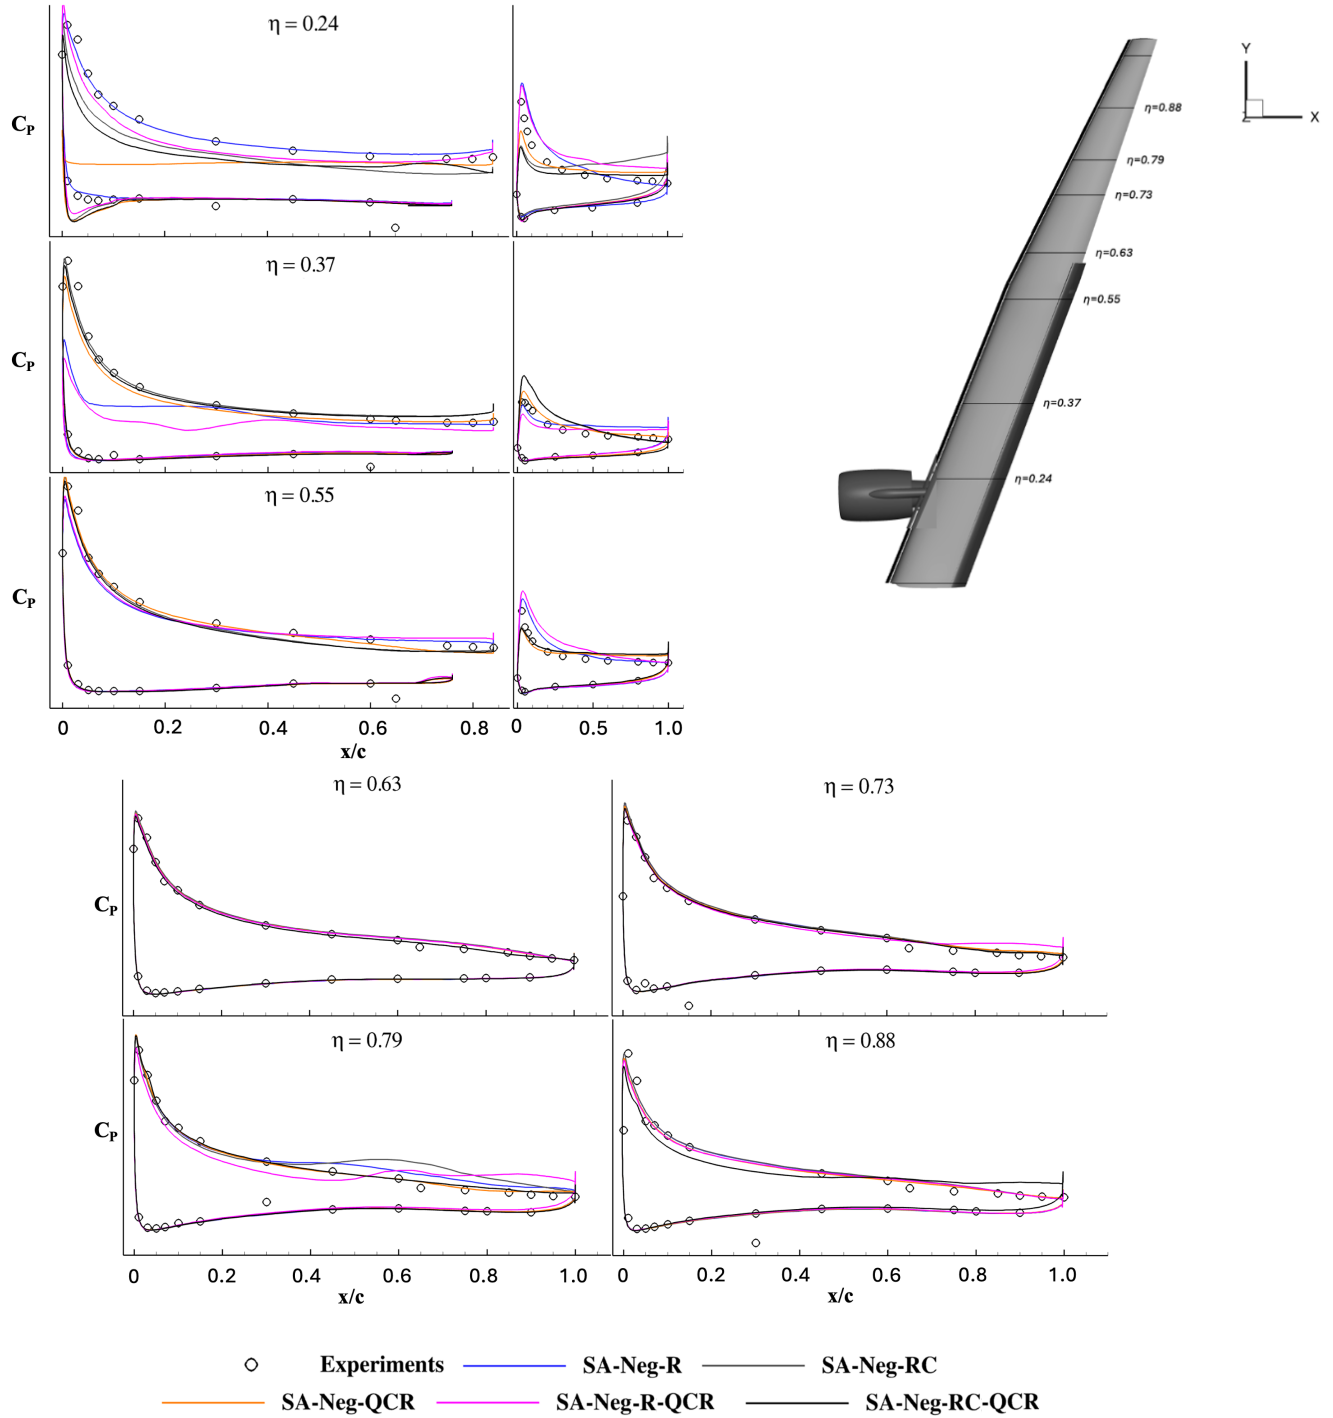 η = 0.24
C_P
η = 0.37
C_P
η = 0.55
C_P
0 0.2 0.4 0.6 0.8 0 0.5 1.0
x/c
Y
X
Z
η=0.88
η=0.79
η=0.73
η=0.63
η=0.55
η=0.37
η=0.24
η = 0.63
η = 0.73
C_P
η = 0.79
η = 0.88
C_P
0 0.2 0.4 0.6 0.8 1.0
0 0.2 0.4 0.6 0.8 1.0
x/c
x/c
Experiments SA-Neg-R SA-Neg-RC
SA-Neg-QCR SA-Neg-R-QCR SA-Neg-RC-QCR